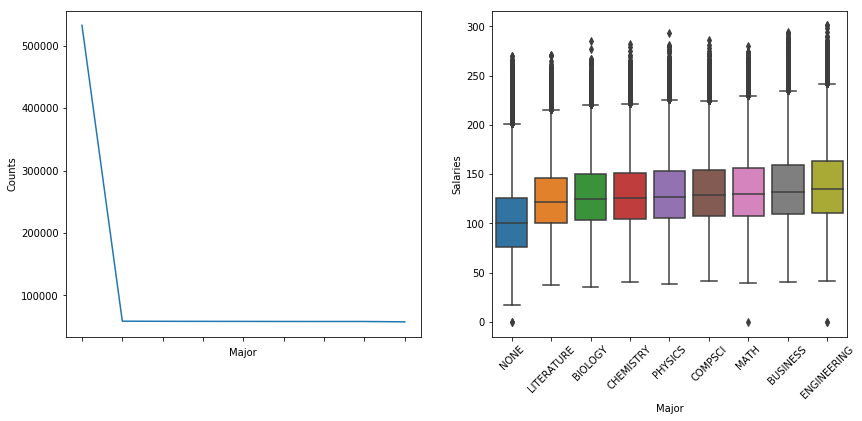 500000
400000
300000
200000
100000
Counts
Major
300
250
200
150
100
50
0
Salaries
NONE
LITERATURE
BIOLOGY
CHEMISTRY
PHYSICS
COMPSCI
MATH
BUSINESS
ENGINEERING
Major